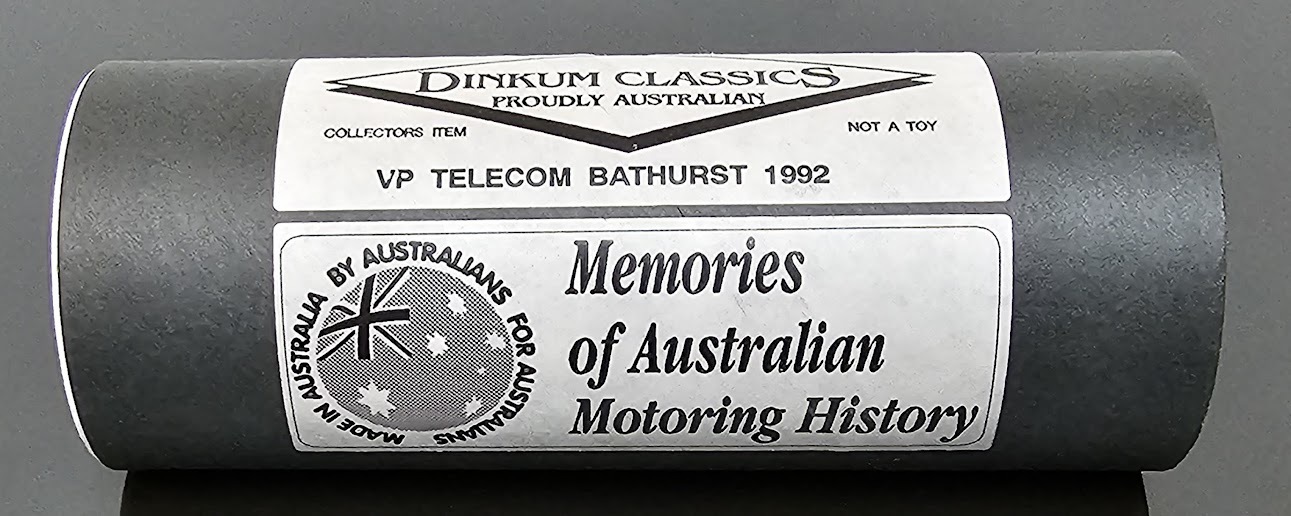 DINKUM CLASSICS
PROUDLY AUSTRALIAN
COLLECTORS ITEM
NOT A TOY
VP TELECOM BATHURST 1992
MADE IN AUSTRALIA BY AUSTRALIANS FOR AUSTRALIANS
Memories
of Australian
Motoring History